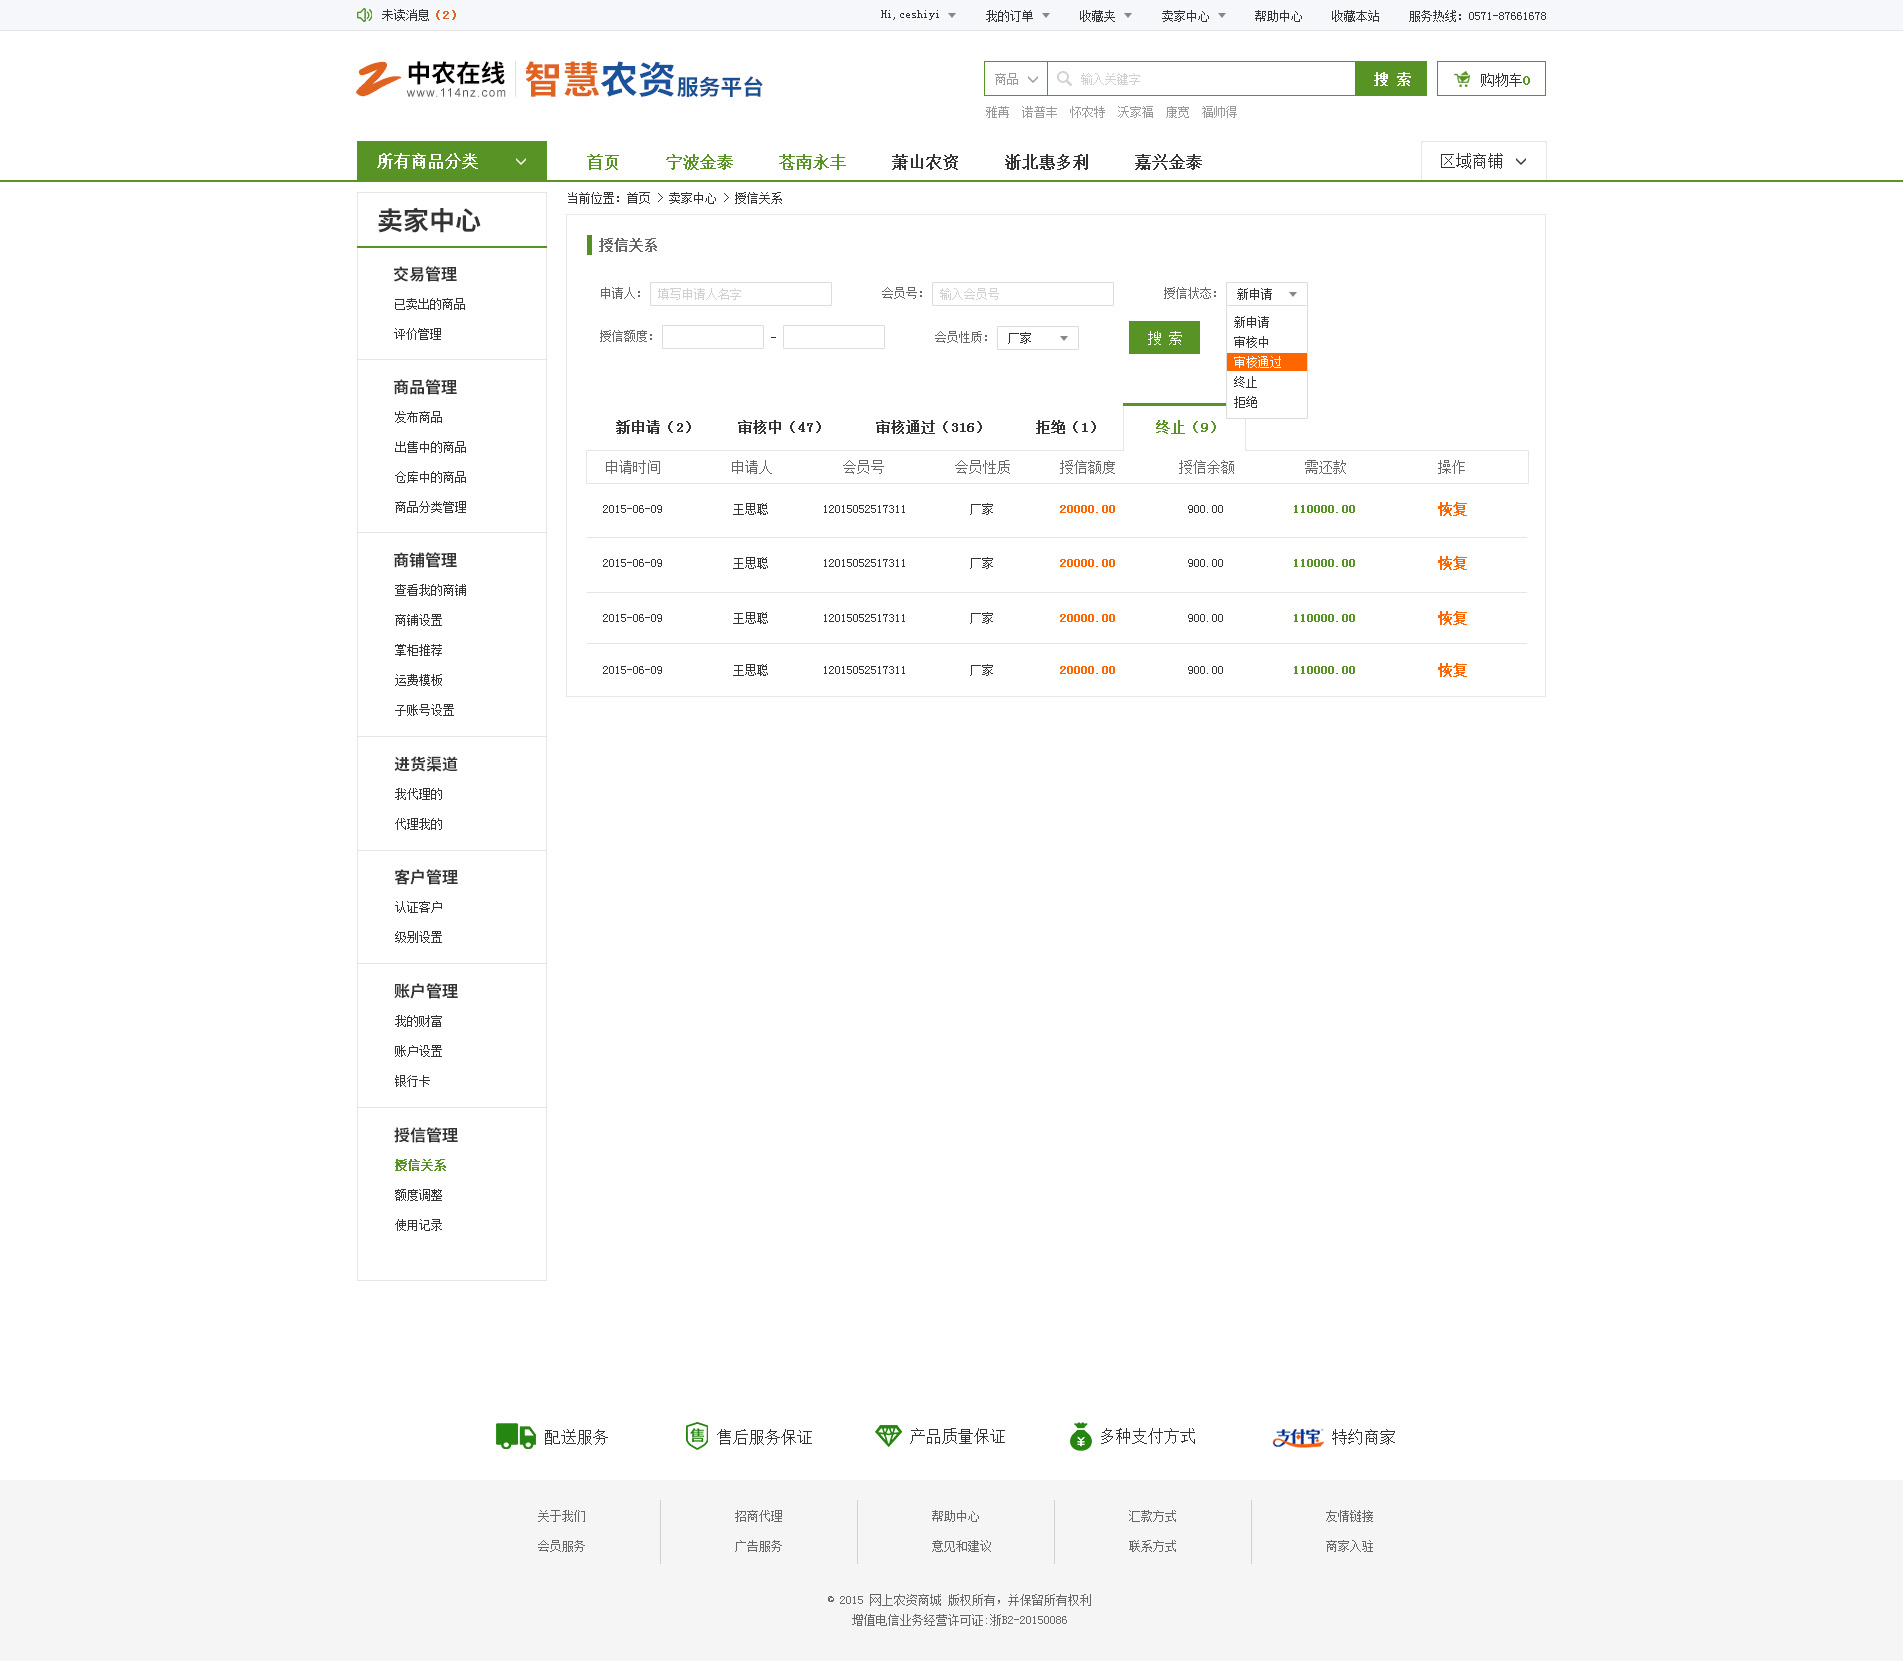 未读消息（2） Hi,ceshiyi 我的订单 收藏夹 卖家中心 帮助中心 收藏本站 服务热线：0571-87661678
中农在线 www.114nz.com 智慧农资服务平台
商品 输入关键字 搜 索 购物车0
雅苒 诺普丰 怀农特 沃家福 康宽 福帅得
所有商品分类 首页 宁波金泰 苍南永丰 萧山农资 浙北惠多利 嘉兴金泰 区域商铺
当前位置：首页 > 卖家中心 > 授信关系
卖家中心
交易管理
已卖出的商品
评价管理
商品管理
发布商品
出售中的商品
仓库中的商品
商品分类管理
商铺管理
查看我的商铺
商铺设置
掌柜推荐
运费模板
子账号设置
进货渠道
我代理的
代理我的
客户管理
认证客户
级别设置
账户管理
我的财富
账户设置
银行卡
授信管理
授信关系
额度调整
使用记录
授信关系
申请人： 填写申请人名字 会员号： 输入会员号 授信状态： 新申请
授信额度： - 会员性质： 厂家 搜 索
新申请
审核中
审核通过
终止
拒绝
新申请（2） 审核中（47） 审核通过（316） 拒绝（1） 终止（9）
申请时间 申请人 会员号 会员性质 授信额度 授信余额 需还款 操作
2015-06-09 王思聪 12015052517311 厂家 20000.00 900.00 110000.00 恢复
2015-06-09 王思聪 12015052517311 厂家 20000.00 900.00 110000.00 恢复
2015-06-09 王思聪 12015052517311 厂家 20000.00 900.00 110000.00 恢复
2015-06-09 王思聪 12015052517311 厂家 20000.00 900.00 110000.00 恢复
配送服务 售 售后服务保证 产品质量保证 ¥ 多种支付方式 支付宝 特约商家
关于我们 招商代理 帮助中心 汇款方式 友情链接
会员服务 广告服务 意见和建议 联系方式 商家入驻
© 2015 网上农资商城 版权所有，并保留所有权利
增值电信业务经营许可证:浙B2-20150086